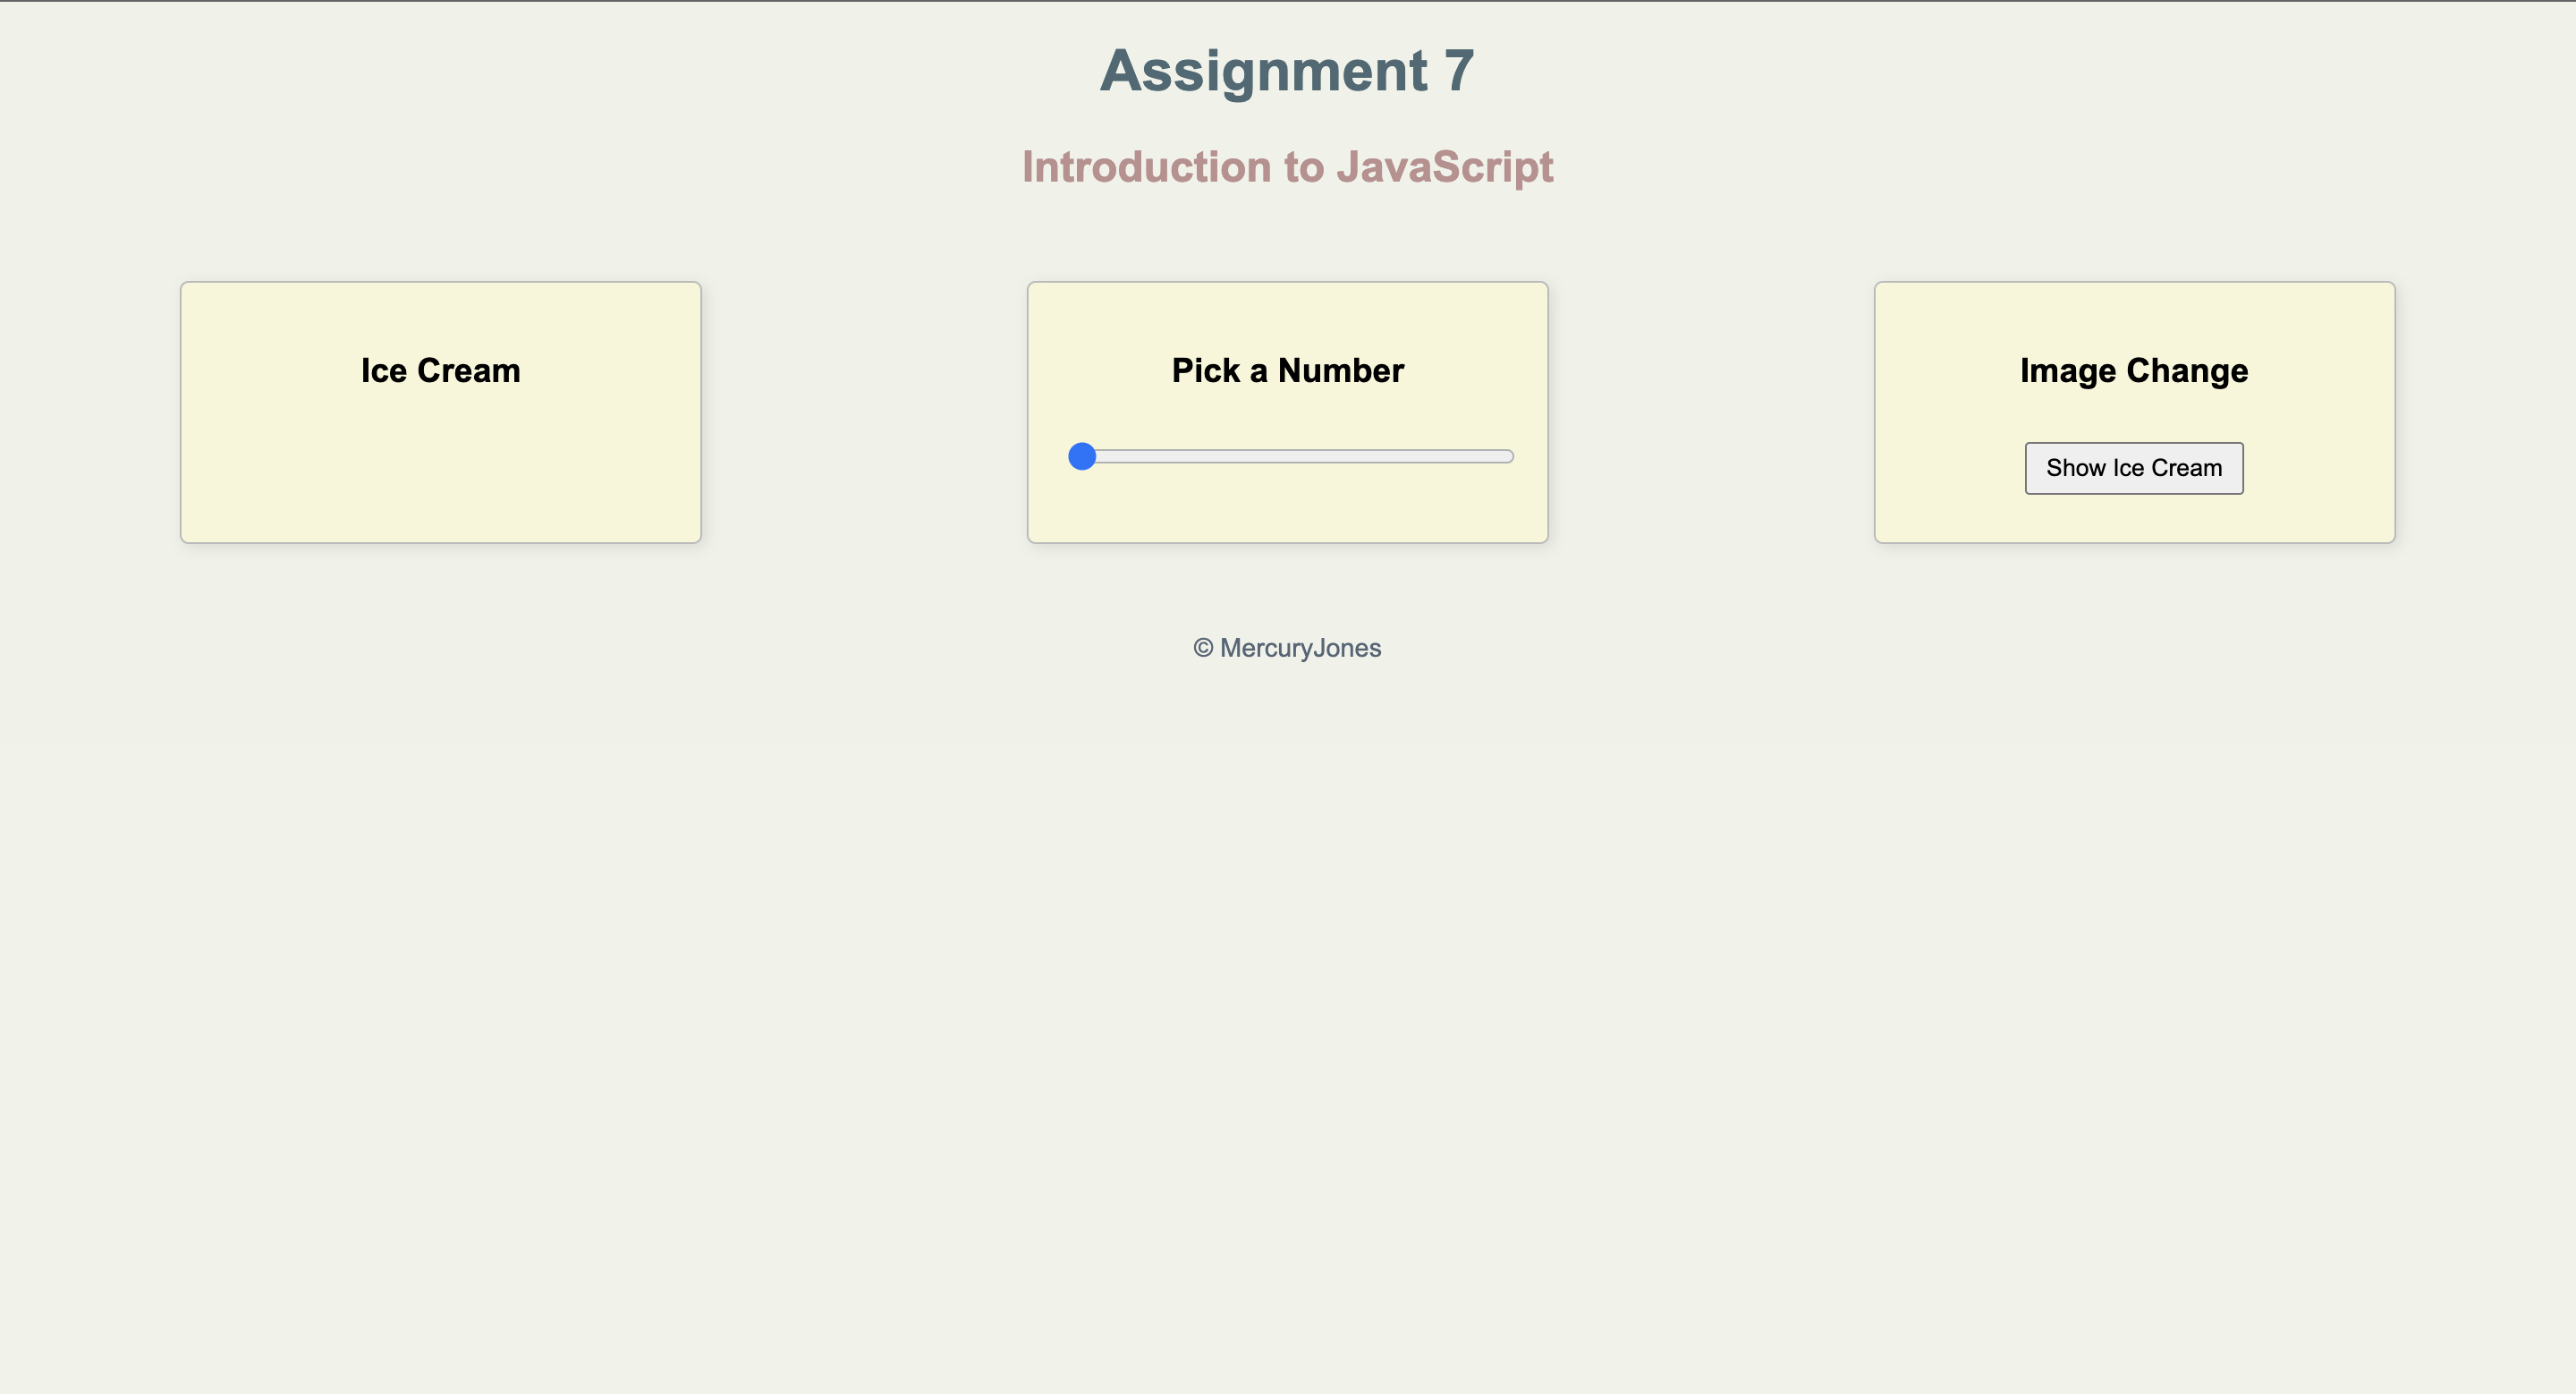 Assignment 7
Introduction to JavaScript
Ice Cream
Pick a Number
Image Change
Show Ice Cream
© MercuryJones